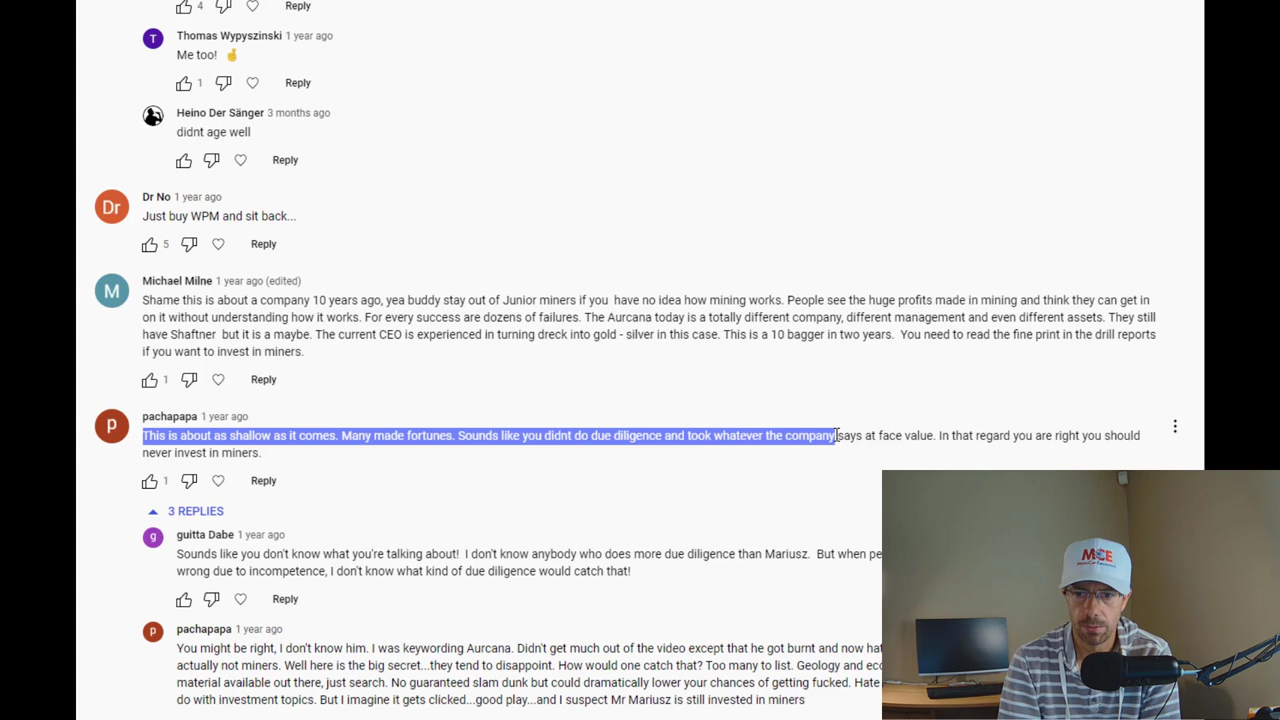 4
Reply
T
Thomas Wypyszinski 1 year ago
Me too!
1
Reply
Heino Der Sänger 3 months ago
didnt age well
Reply
Dr
Dr No 1 year ago
Just buy WPM and sit back...
5
Reply
M
Michael Milne 1 year ago (edited)
Shame this is about a company 10 years ago, yea buddy stay out of Junior miners if you have no idea how mining works. People see the huge profits made in mining and think they can get in
on it without understanding how it works. For every success are dozens of failures. The Aurcana today is a totally different company, different management and even different assets. They still
have Shaftner but it is a maybe. The current CEO is experienced in turning dreck into gold - silver in this case. This is a 10 bagger in two years. You need to read the fine print in the drill reports
if you want to invest in miners.
1
Reply
p
pachapapa 1 year ago
This is about as shallow as it comes. Many made fortunes. Sounds like you didnt do due diligence and took whatever the company says at face value. In that regard you are right you should
never invest in miners.
1
Reply
3 REPLIES
g
guitta Dabe 1 year ago
Sounds like you don't know what you're talking about! I don't know anybody who does more due diligence than Mariusz. But when pe
wrong due to incompetence, I don't know what kind of due diligence would catch that!
Reply
p
pachapapa 1 year ago
You might be right, I don't know him. I was keywording Aurcana. Didn't get much out of the video except that he got burnt and now hat
actually not miners. Well here is the big secret...they tend to disappoint. How would one catch that? Too many to list. Geology and ecc
material available out there, just search. No guaranteed slam dunk but could dramatically lower your chances of getting fucked. Hate
do with investment topics. But I imagine it gets clicked...good play...and I suspect Mr Mariusz is still invested in miners
MCE